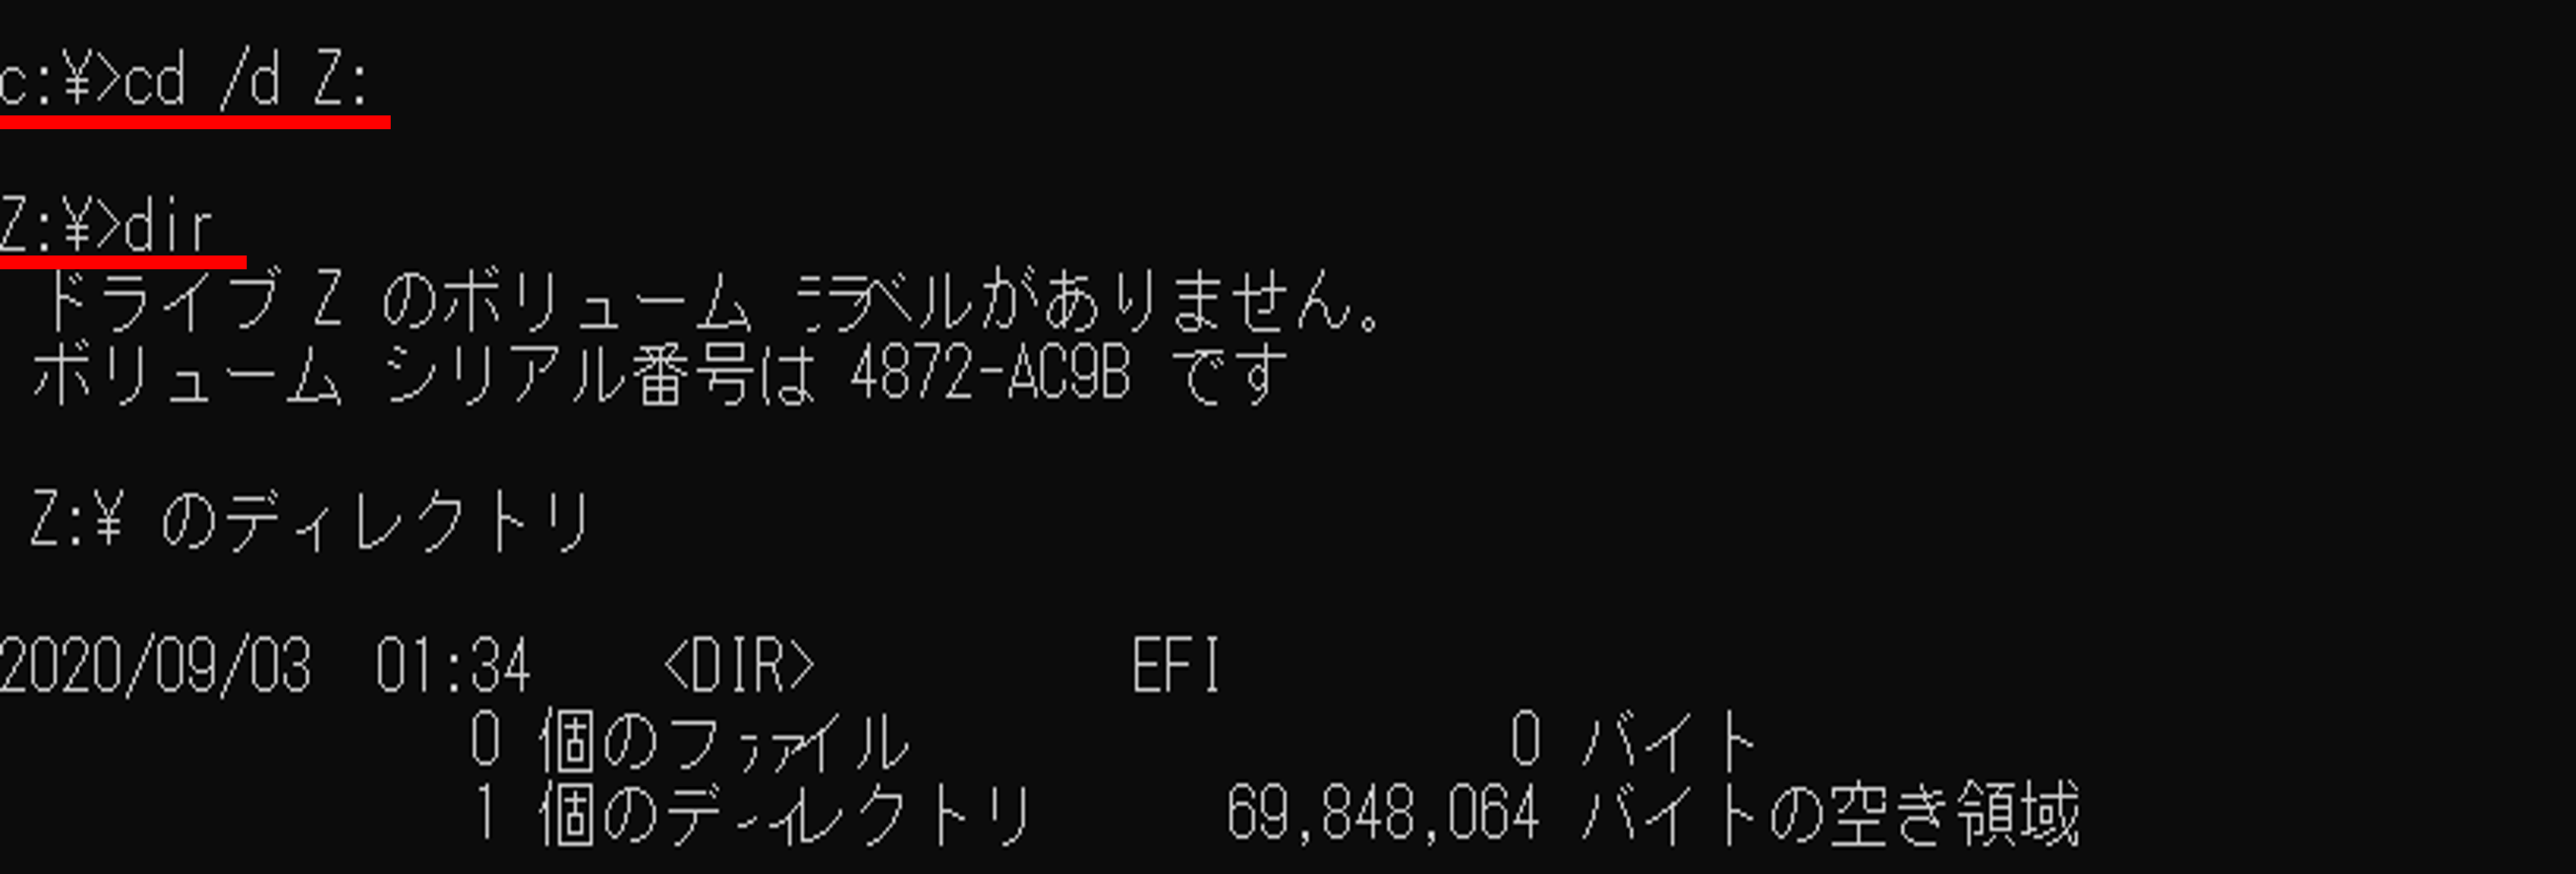 c:¥>cd /d Z:
Z:¥>dir
ドライブ Z のボリューム ラベルがありません。
ボリューム シリアル番号は 4872-AC9B です
Z:¥ のディレクトリ
2020/09/03  01:34    <DIR>          EFI
0 個のファイル                   0 バイト
1 個のディレクトリ      69,848,064 バイトの空き領域